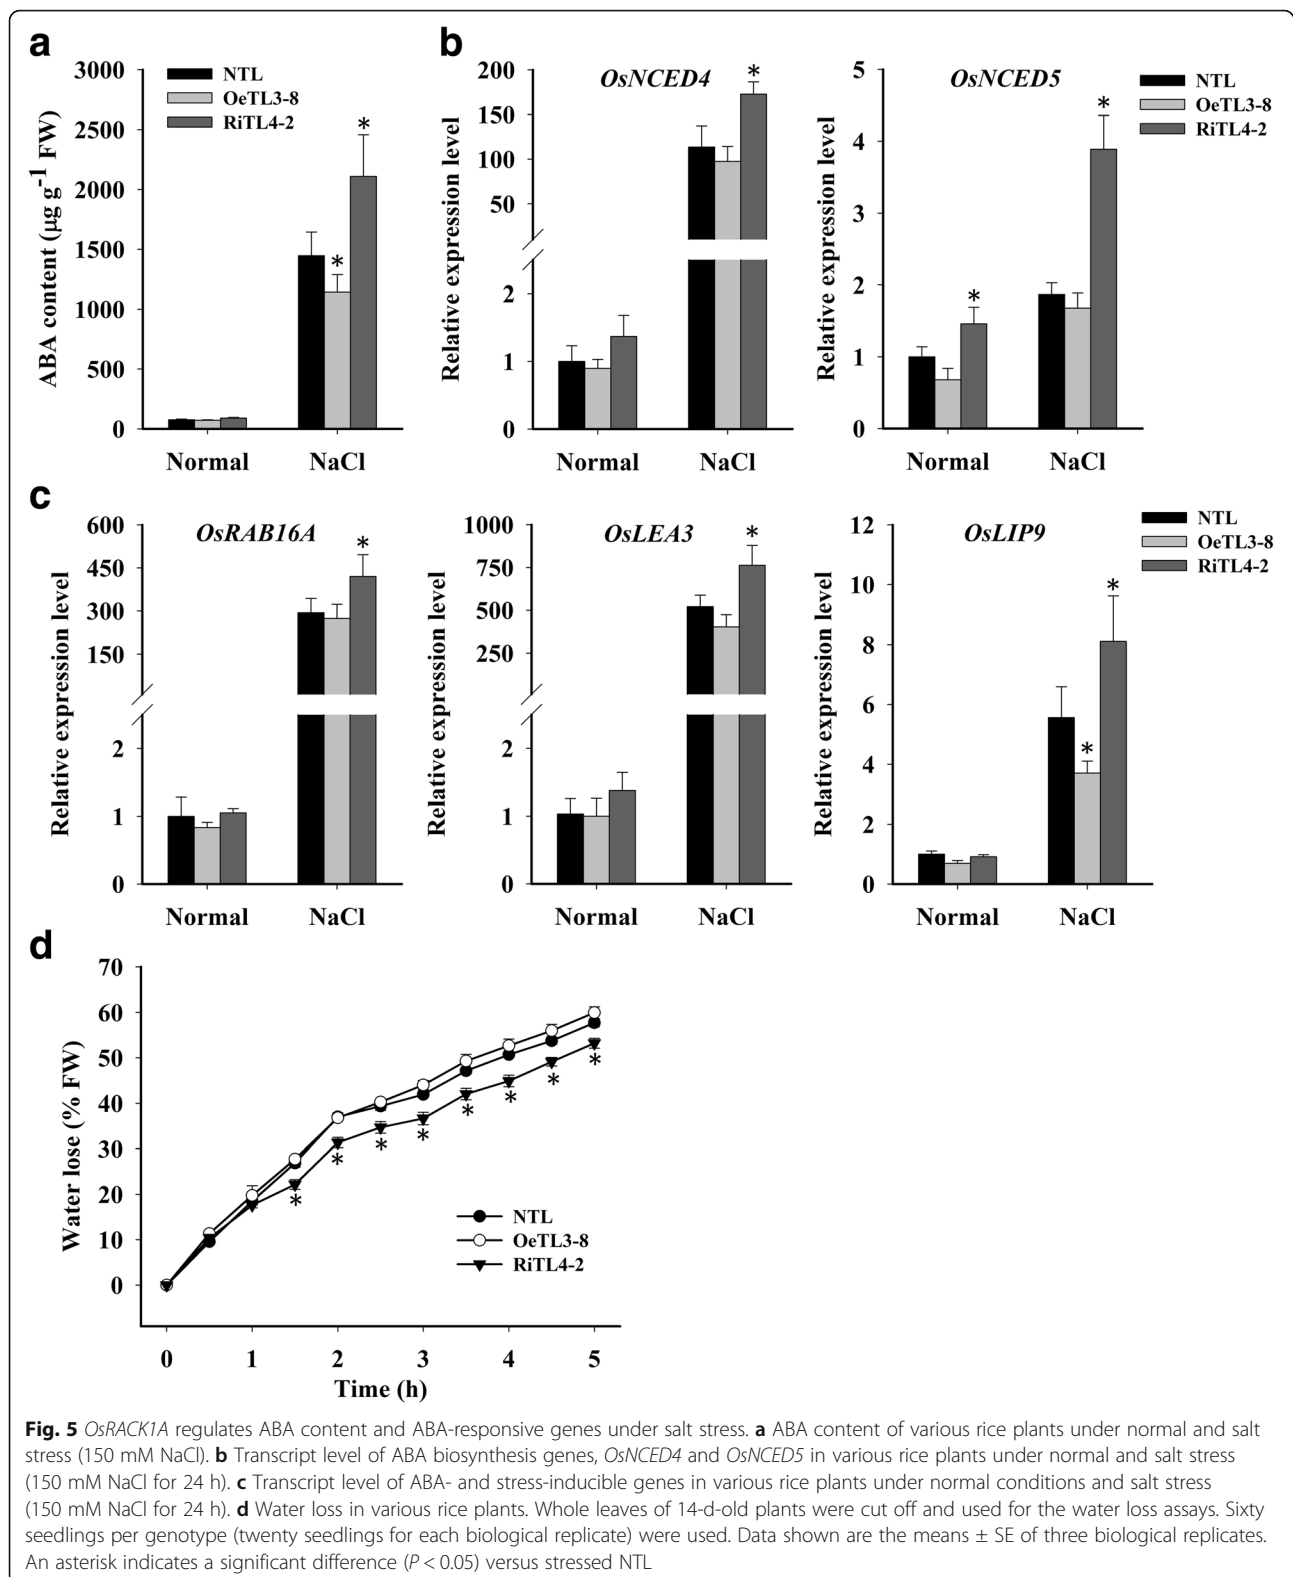 a
b
3000
2500
2000
1500
1000
500
0
ABA content (µg g-1 FW)
NTL
OeTL3-8
RiTL4-2
*
*
Normal
NaCl
200
150
100
50
2
1
0
Relative expression level
OsNCED4
*
Normal
NaCl
5
4
3
2
1
0
Relative expression level
OsNCED5
*
*
Normal
NaCl
NTL
OeTL3-8
RiTL4-2
c
600
450
300
150
2
1
0
Relative expression level
OsRAB16A
*
Normal
NaCl
1000
750
500
250
2
1
0
Relative expression level
OsLEA3
*
Normal
NaCl
12
10
8
6
4
2
0
Relative expression level
OsLIP9
*
*
Normal
NaCl
NTL
OeTL3-8
RiTL4-2
d
70
60
50
40
30
20
10
0
Water lose (% FW)
* * * * * * * *
NTL
OeTL3-8
RiTL4-2
0 1 2 3 4 5
Time (h)
Fig. 5 OsRACK1A regulates ABA content and ABA-responsive genes under salt stress. a ABA content of various rice plants under normal and salt
stress (150 mM NaCl). b Transcript level of ABA biosynthesis genes, OsNCED4 and OsNCED5 in various rice plants under normal and salt stress
(150 mM NaCl for 24 h). c Transcript level of ABA- and stress-inducible genes in various rice plants under normal conditions and salt stress
(150 mM NaCl for 24 h). d Water loss in various rice plants. Whole leaves of 14-d-old plants were cut off and used for the water loss assays. Sixty
seedlings per genotype (twenty seedlings for each biological replicate) were used. Data shown are the means ± SE of three biological replicates.
An asterisk indicates a significant difference (P < 0.05) versus stressed NTL